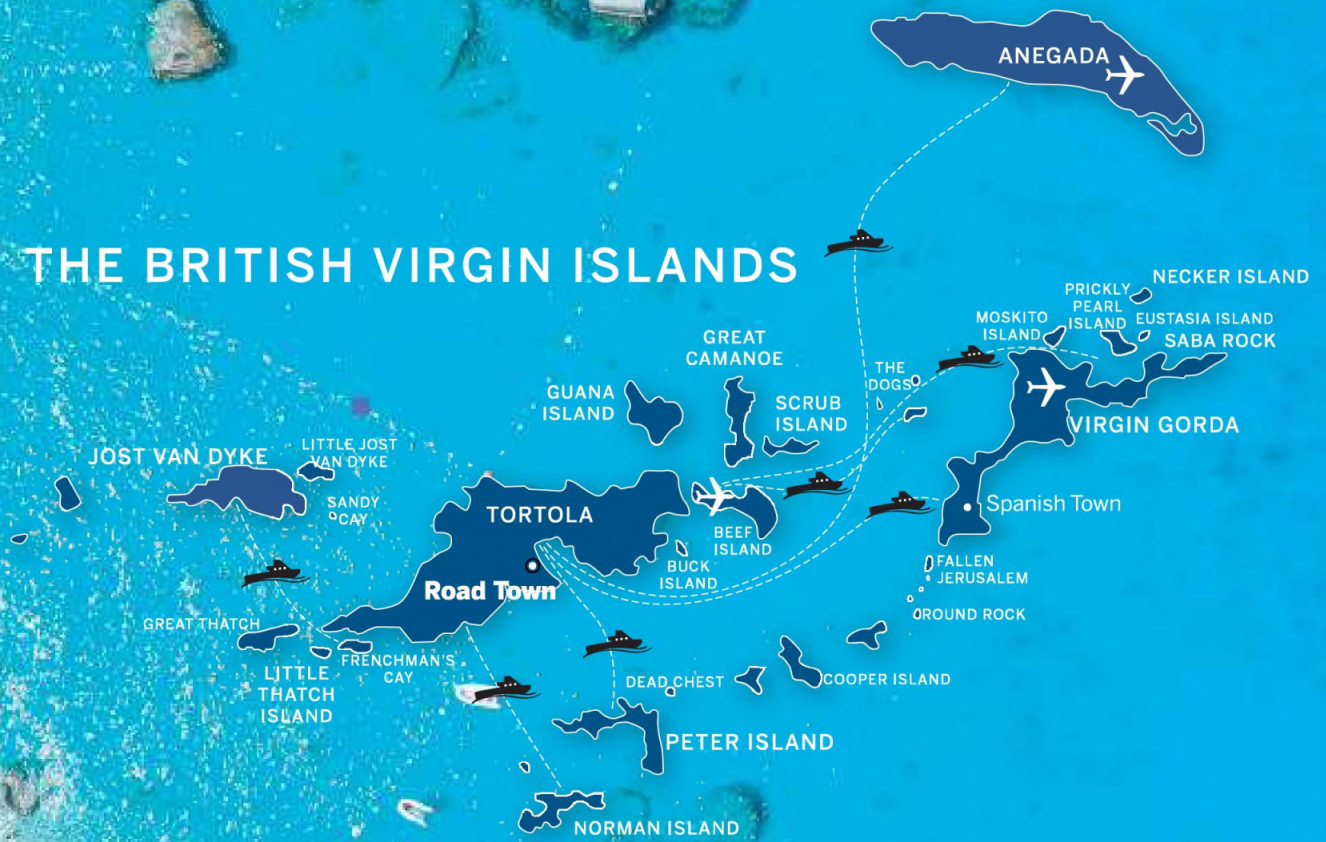 ANEGADA
THE BRITISH VIRGIN ISLANDS
NECKER ISLAND
PRICKLY
PEARL
ISLAND
EUSTASIA ISLAND
MOSKITO
ISLAND
SABA ROCK
GREAT
CAMANOE
THE
DOGS
GUANA
ISLAND
SCRUB
ISLAND
VIRGIN GORDA
JOST VAN DYKE
LITTLE JOST
VAN DYKE
SANDY
CAY
TORTOLA
Spanish Town
BEEF
ISLAND
BUCK
ISLAND
FALLEN
JERUSALEM
Road Town
ROUND ROCK
GREAT THATCH
FRENCHMAN'S
CAY
LITTLE
THATCH
ISLAND
DEAD CHEST
COOPER ISLAND
PETER ISLAND
NORMAN ISLAND